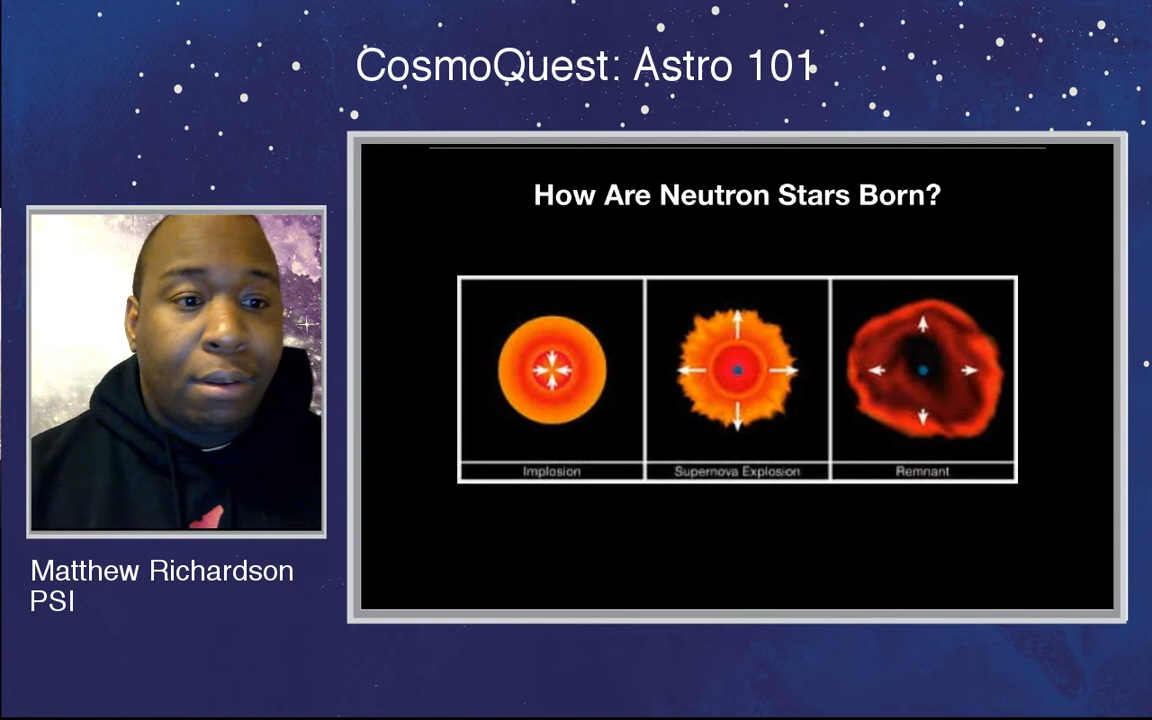 CosmoQuest: Astro 101
How Are Neutron Stars Born?
Implosion
Supernova Explosion
Remnant
Matthew Richardson
PSI